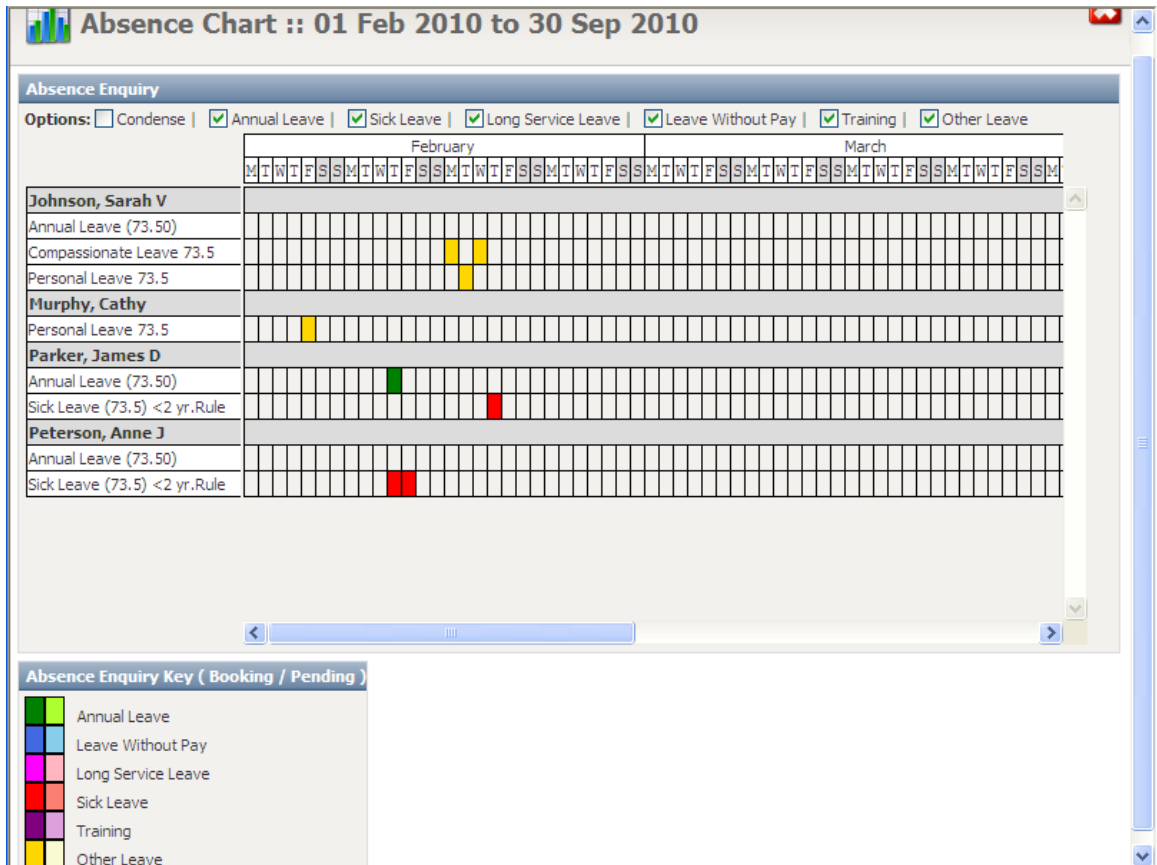 Absence Chart :: 01 Feb 2010 to 30 Sep 2010
Absence Enquiry
Options: Condense | Annual Leave | Sick Leave | Long Service Leave | Leave Without Pay | Training | Other Leave
February March
M T W T F S S M T W T F S S M T W T F S S M T W T F S S M T W T F S S M T W T F S S M T W T F S S M T W T F S S M
Johnson, Sarah V
Annual Leave (73.50)
Compassionate Leave 73.5
Personal Leave 73.5
Murphy, Cathy
Personal Leave 73.5
Parker, James D
Annual Leave (73.50)
Sick Leave (73.5) <2 yr.Rule
Peterson, Anne J
Annual Leave (73.50)
Sick Leave (73.5) <2 yr.Rule
Absence Enquiry Key ( Booking / Pending )
Annual Leave
Leave Without Pay
Long Service Leave
Sick Leave
Training
Other Leave